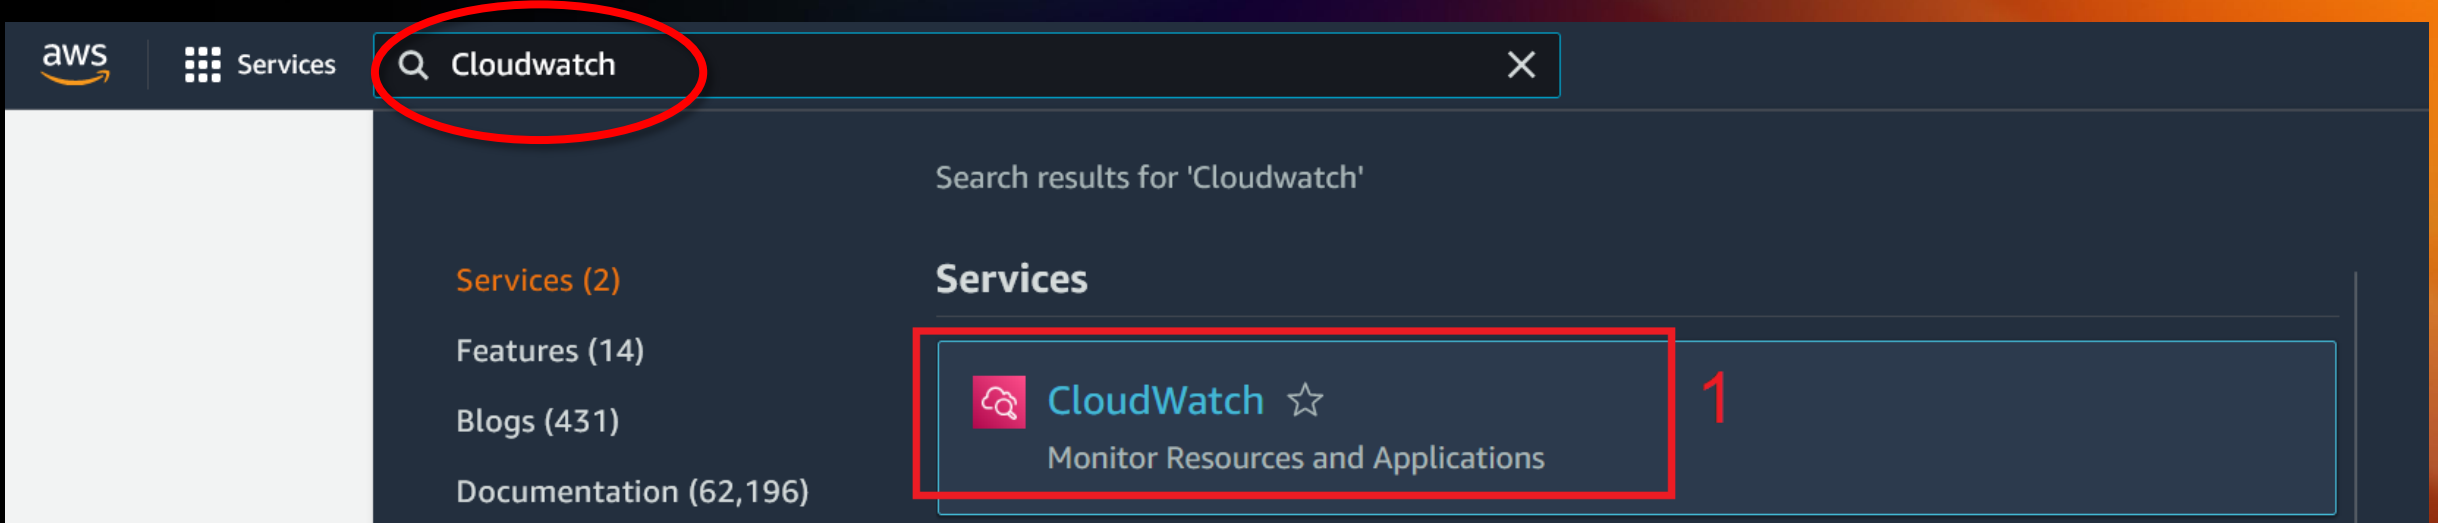 aws
Services
Cloudwatch
Search results for 'Cloudwatch'
Services (2)
Features (14)
Blogs (431)
Documentation (62,196)
Services
CloudWatch
Monitor Resources and Applications
1